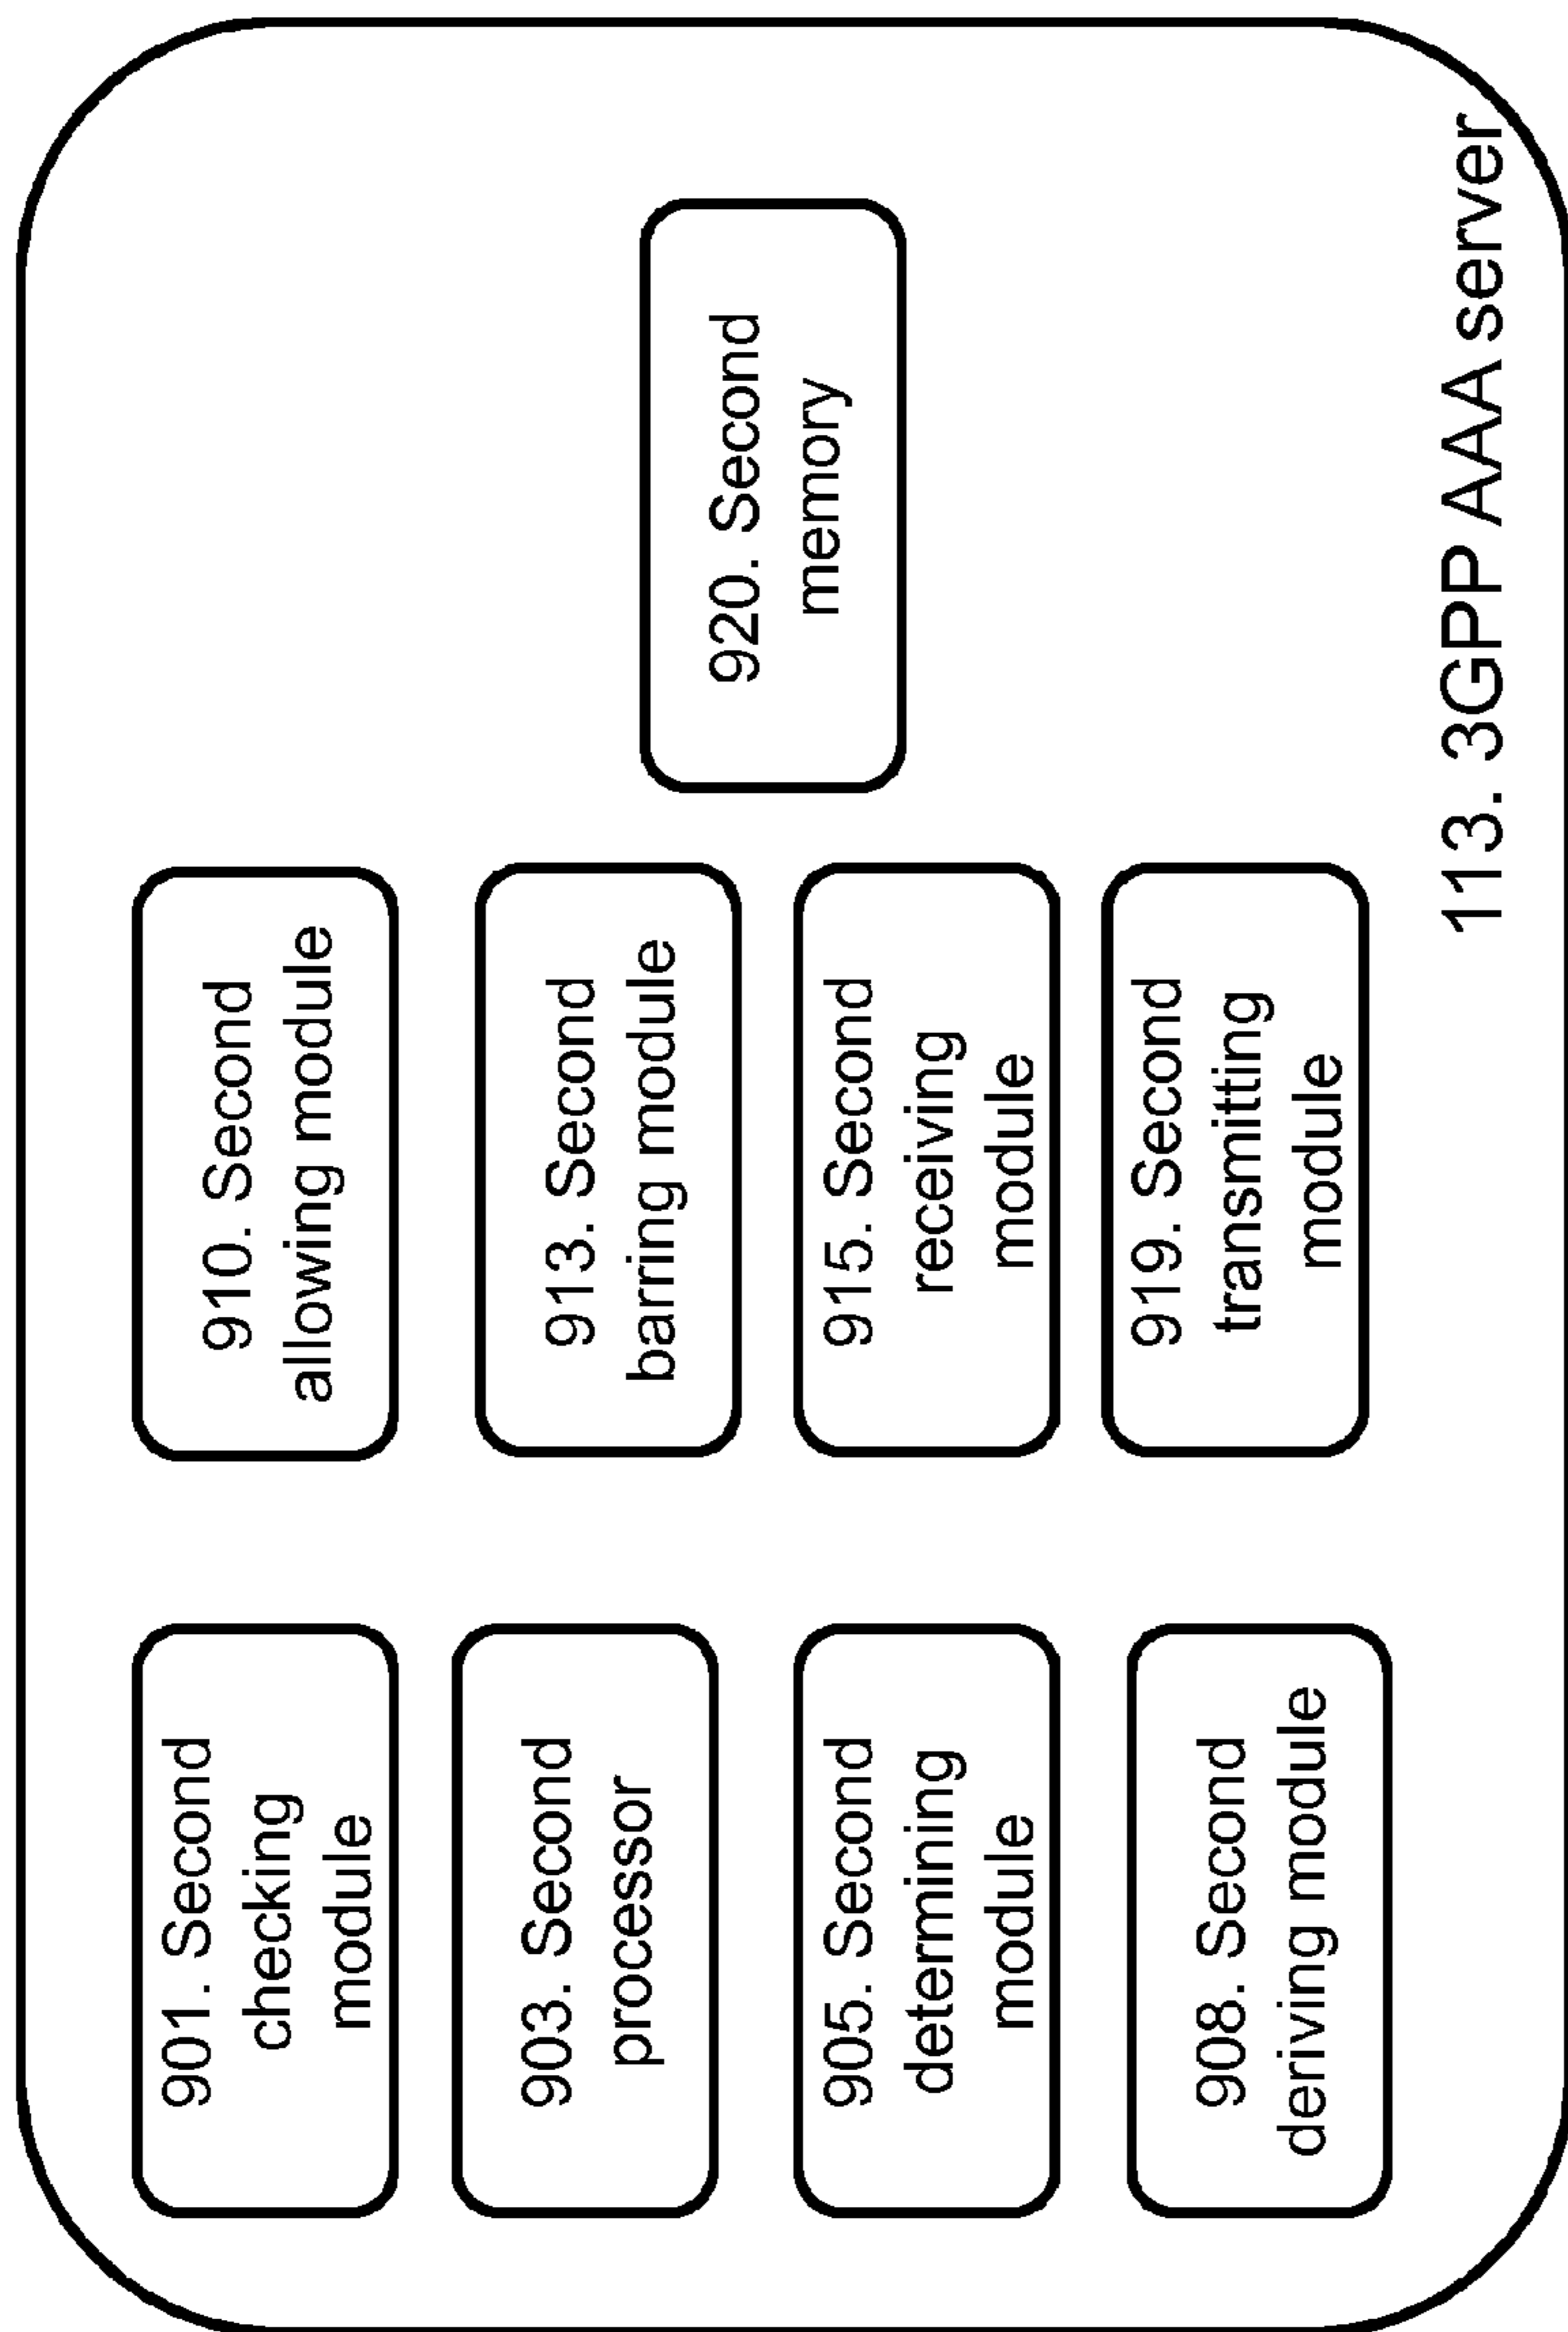 901. Second
checking
module
903. Second
processor
905. Second
determining
module
908. Second
deriving module
910. Second
allowing module
913. Second
barring module
915. Second
receiving
module
919. Second
transmitting
module
920. Second
memory
113. 3GPP AAA server